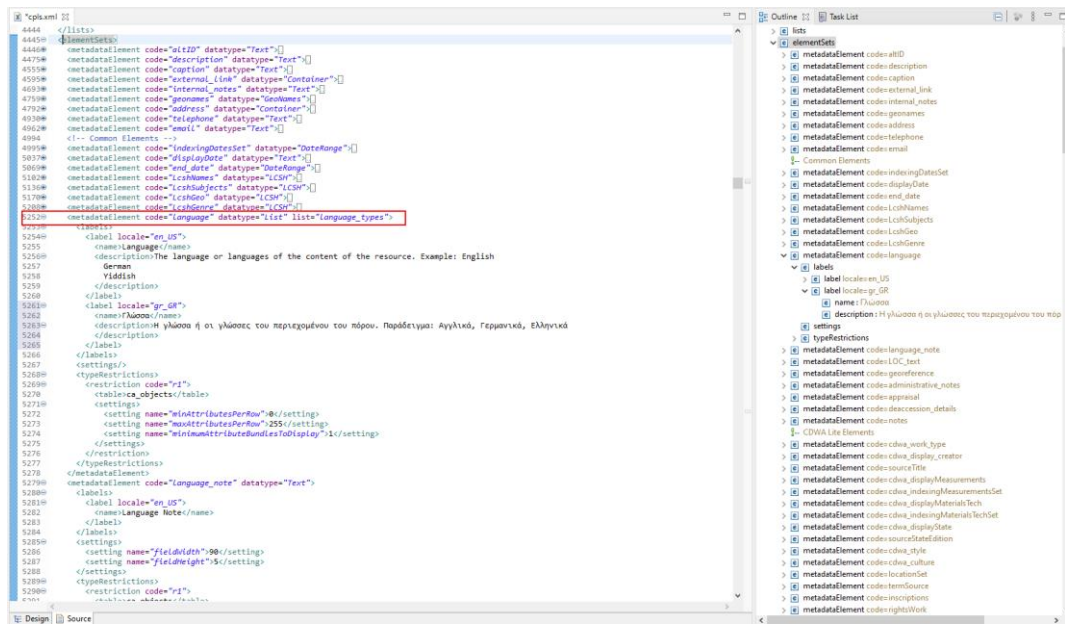 *cpls.xml
4444 </lists>
4445 <elementSets>
4446 <metadataElement code="altID" datatype="Text">
4475 <metadataElement code="description" datatype="Text">
4555 <metadataElement code="caption" datatype="Text">
4595 <metadataElement code="external_link" datatype="Container">
4693 <metadataElement code="internal_notes" datatype="Text">
4759 <metadataElement code="geonames" datatype="GeoNames">
4792 <metadataElement code="address" datatype="Container">
4930 <metadataElement code="telephone" datatype="Text">
4962 <metadataElement code="email" datatype="Text">
4994 <!-- Common Elements -->
4995 <metadataElement code="indexingDatesSet" datatype="DateRange">
5037 <metadataElement code="displayDate" datatype="Text">
5069 <metadataElement code="end_date" datatype="DateRange">
5102 <metadataElement code="LcshNames" datatype="LCSH">
5136 <metadataElement code="LcshSubjects" datatype="LCSH">
5170 <metadataElement code="LcshGeo" datatype="LCSH">
5208 <metadataElement code="LcshGenre" datatype="LCSH">
5252 <metadataElement code="language" datatype="List" list="language_types">
5253 <labels>
5254 <label locale="en_US">
5255 <name>Language</name>
5256 <description>The language or languages of the content of the resource. Example: English
5257 German
5258 Yiddish
5259 </description>
5260 </label>
5261 <label locale="gr_GR">
5262 <name>Γλώσσα</name>
5263 <description>Η γλώσσα ή οι γλώσσες του περιεχομένου του πόρου. Παράδειγμα: Αγγλικά, Γερμανικά, Ελληνικά
5264 </description>
5265 </label>
5266 </labels>
5267 <settings/>
5268 <typeRestrictions>
5269 <restriction code="r1">
5270 <table>ca_objects</table>
5271 <settings>
5272 <setting name="minAttributesPerRow">0</setting>
5273 <setting name="maxAttributesPerRow">255</setting>
5274 <setting name="minimumAttributeBundlesToDisplay">1</setting>
5275 </settings>
5276 </restriction>
5277 </typeRestrictions>
5278 </metadataElement>
5279 <metadataElement code="language_note" datatype="Text">
5280 <labels>
5281 <label locale="en_US">
5282 <name>Language Note</name>
5283 </label>
5284 </labels>
5285 <settings>
5286 <setting name="fieldWidth">90</setting>
5287 <setting name="fieldHeight">5</setting>
5288 </settings>
5289 <typeRestrictions>
5290 <restriction code="r1">
Design Source
Outline Task List
lists
elementSets
metadataElement code=altID
metadataElement code=description
metadataElement code=caption
metadataElement code=external_link
metadataElement code=internal_notes
metadataElement code=geonames
metadataElement code=address
metadataElement code=telephone
metadataElement code=email
Common Elements
metadataElement code=indexingDatesSet
metadataElement code=displayDate
metadataElement code=end_date
metadataElement code=LcshNames
metadataElement code=LcshSubjects
metadataElement code=LcshGeo
metadataElement code=LcshGenre
metadataElement code=language
labels
label locale=en_US
label locale=gr_GR
name : Γλώσσα
description : Η γλώσσα ή οι γλώσσες του περιεχομένου του πόρ
settings
typeRestrictions
metadataElement code=language_note
metadataElement code=LOC_text
metadataElement code=georeference
metadataElement code=administrative_notes
metadataElement code=appraisal
metadataElement code=deaccession_details
metadataElement code=notes
CDWA Lite Elements
metadataElement code=cdwa_work_type
metadataElement code=cdwa_display_creator
metadataElement code=sourceTitle
metadataElement code=cdwa_displayMeasurements
metadataElement code=cdwa_indexingMeasurementsSet
metadataElement code=cdwa_displayMaterialsTech
metadataElement code=cdwa_indexingMaterialsTechSet
metadataElement code=cdwa_displayState
metadataElement code=sourceStateEdition
metadataElement code=cdwa_style
metadataElement code=cdwa_culture
metadataElement code=locationSet
metadataElement code=termSource
metadataElement code=inscriptions
metadataElement code=rightsWork